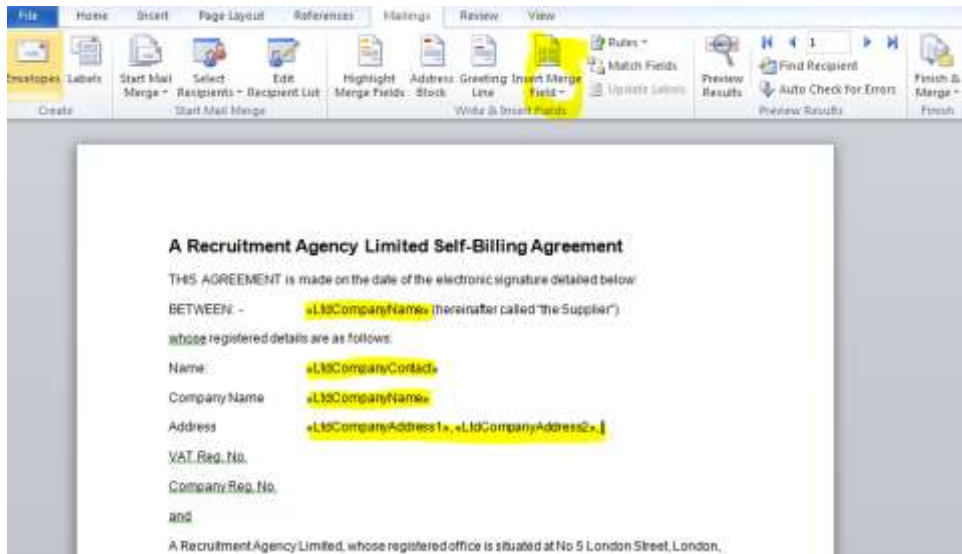 File Home Insert Page Layout References Mailings Review View
Envelopes Labels Start Mail Merge Select Recipients Edit Recipient List Highlight Merge Fields Address Block Greeting Line Insert Merge Field Rules Match Fields Update Labels Preview Results 1 Find Recipient Auto Check for Errors Finish & Merge
Create Start Mail Merge Write & Insert Fields Preview Results Finish
A Recruitment Agency Limited Self-Billing Agreement
THIS AGREEMENT is made on the date of the electronic signature detailed below:
BETWEEN: - «LtdCompanyName» (hereinafter called "the Supplier")
whose registered details are as follows:
Name: «LtdCompanyContact»
Company Name «LtdCompanyName»
Address «LtdCompanyAddress1», «LtdCompanyAddress2»,
VAT Reg. No.
Company Reg. No.
and
A Recruitment Agency Limited, whose registered office is situated at No 5 London Street, London,